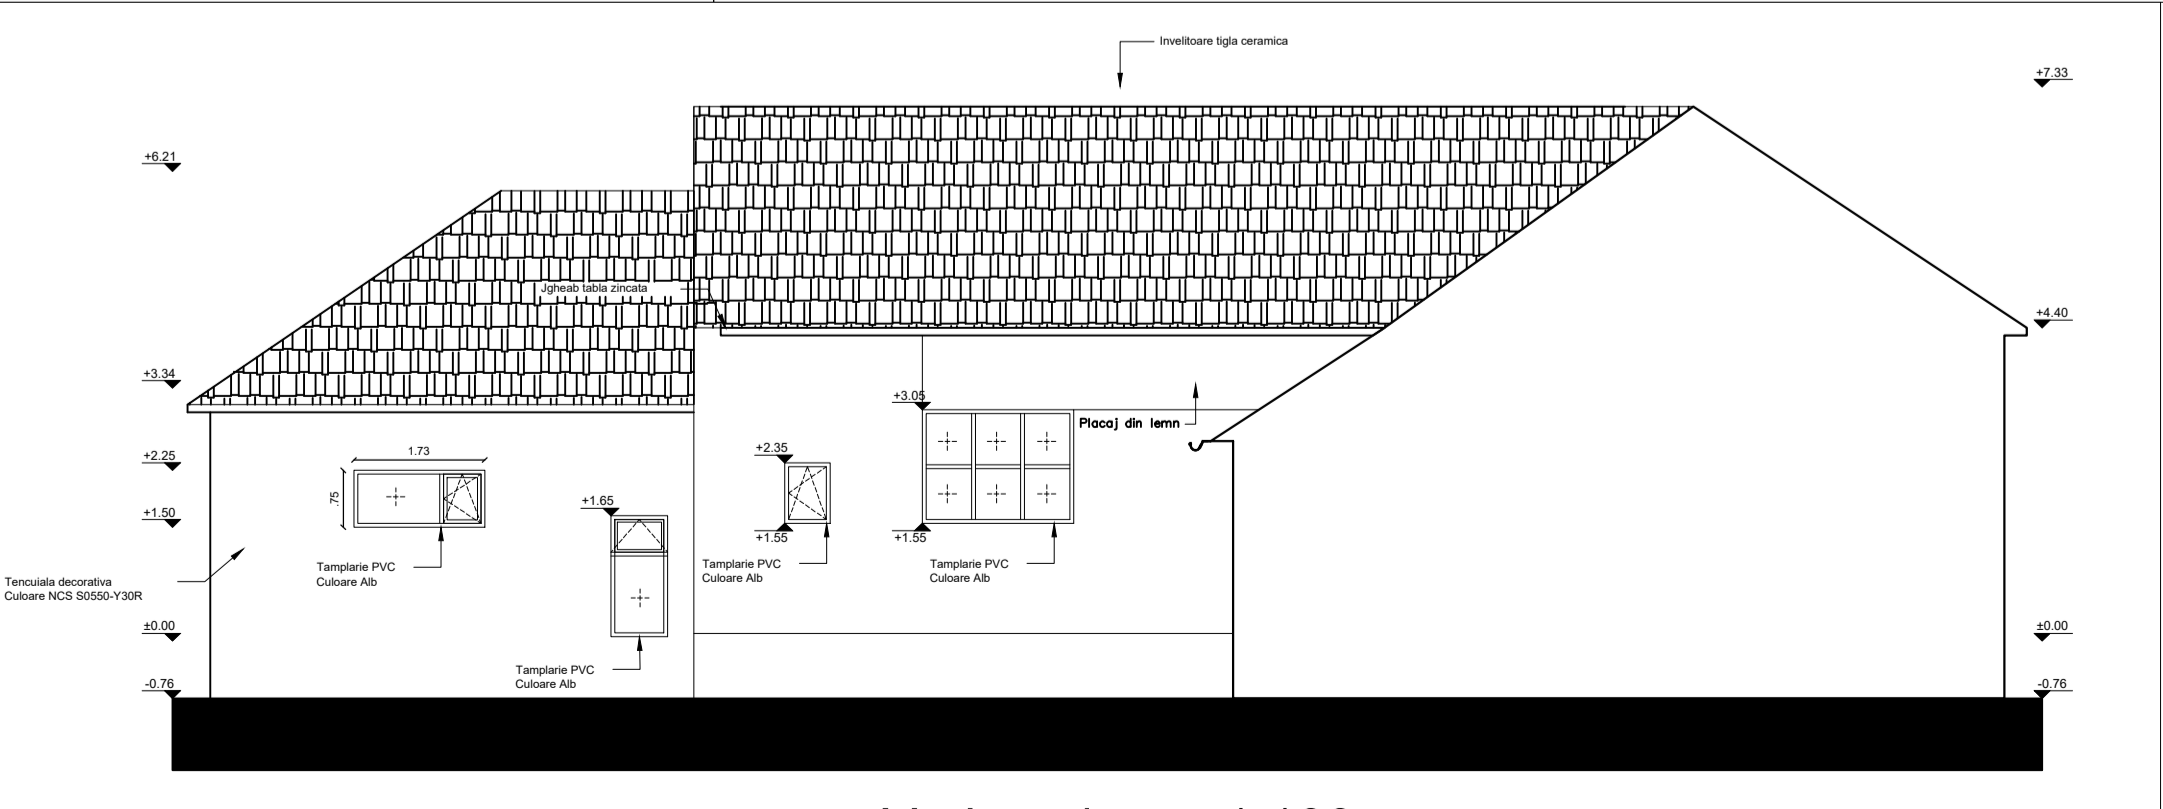 Invelitoare tigla ceramica
+7.33
+6.21
Jgheab tabla zincata
+4.40
+3.34
+3.05
Placaj din lemn
+2.35
1.73
+2.25
.75
+1.65
+1.50
+1.55
+1.55
Tamplarie PVC
Culoare Alb
Tamplarie PVC
Culoare Alb
Tamplarie PVC
Culoare Alb
Tencuiala decorativa
Culoare NCS S0550-Y30R
±0.00
±0.00
Tamplarie PVC
Culoare Alb
-0.76
-0.76